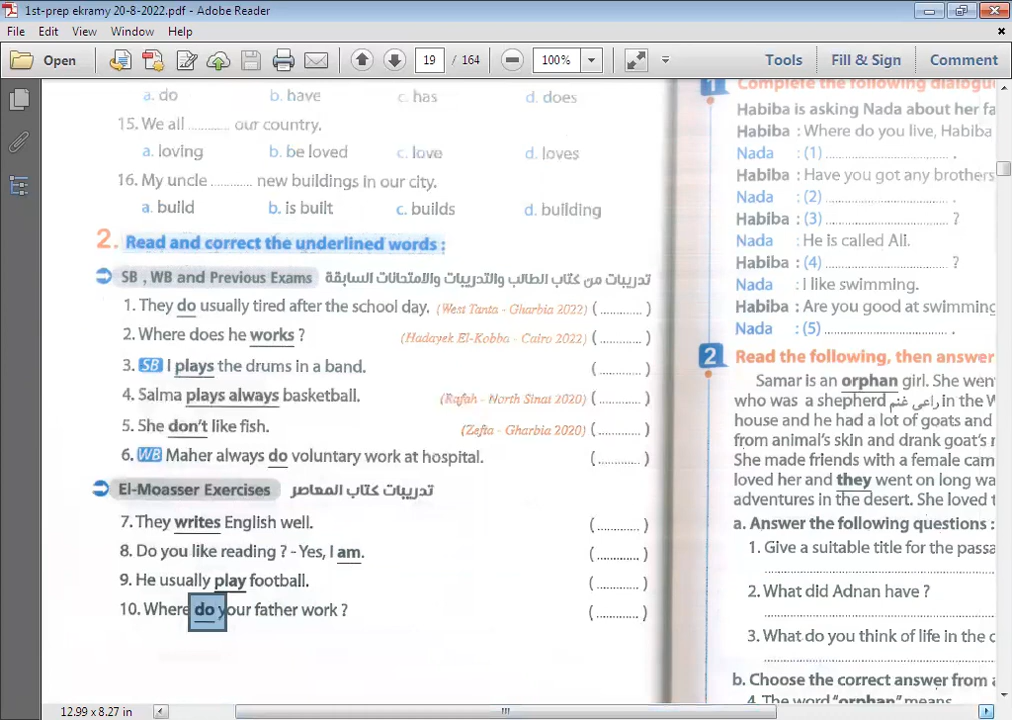 1st-prep ekramy 20-8-2022.pdf - Adobe Reader
File Edit View Window Help
Open 19 / 164 100% Tools Fill & Sign Comment
a. do b. have c. has d. does
15. We all .......... our country.
a. loving b. be loved c. love d. loves
16. My uncle .......... new buildings in our city.
a. build b. is built c. builds d. building
2. Read and correct the underlined words :
SB , WB and Previous Exams تدريبات من كتاب الطالب والتدريبات والامتحانات السابقة
1. They do usually tired after the school day. (West Tanta - Gharbia 2022) (...........)
2. Where does he works ? (Hadayek El-Kobba - Cairo 2022) (...........)
3. SB I plays the drums in a band. (...........)
4. Salma plays always basketball. (Rafah - North Sinai 2020) (...........)
5. She don't like fish. (Zefta - Gharbia 2020) (...........)
6. WB Maher always do voluntary work at hospital. (...........)
El-Moasser Exercises تدريبات كتاب المعاصر
7. They writes English well. (...........)
8. Do you like reading ? - Yes, I am. (...........)
9. He usually play football. (...........)
10. Where do your father work ? (...........)
1 Complete the following dialogu
Habiba is asking Nada about her fa
Habiba : Where do you live, Habiba
Nada : (1) ............................... .
Habiba : Have you got any brothers
Nada : (2) ............................... .
Habiba : (3) ............................... ?
Nada : He is called Ali.
Habiba : (4) ............................... ?
Nada : I like swimming.
Habiba : Are you good at swimming
Nada : (5) ............................... .
2 Read the following, then answer
Samar is an orphan girl. She went
who was a shepherd راعى غنم in the W
house and he had a lot of goats and
from animal's skin and drank goat's r
She made friends with a female cam
loved her and they went on long wa
adventures in the desert. She loved t
a. Answer the following questions :
1. Give a suitable title for the passa
2. What did Adnan have ?
3. What do you think of life in the c
b. Choose the correct answer from a
4. The word "orphan" means
12.99 x 8.27 in